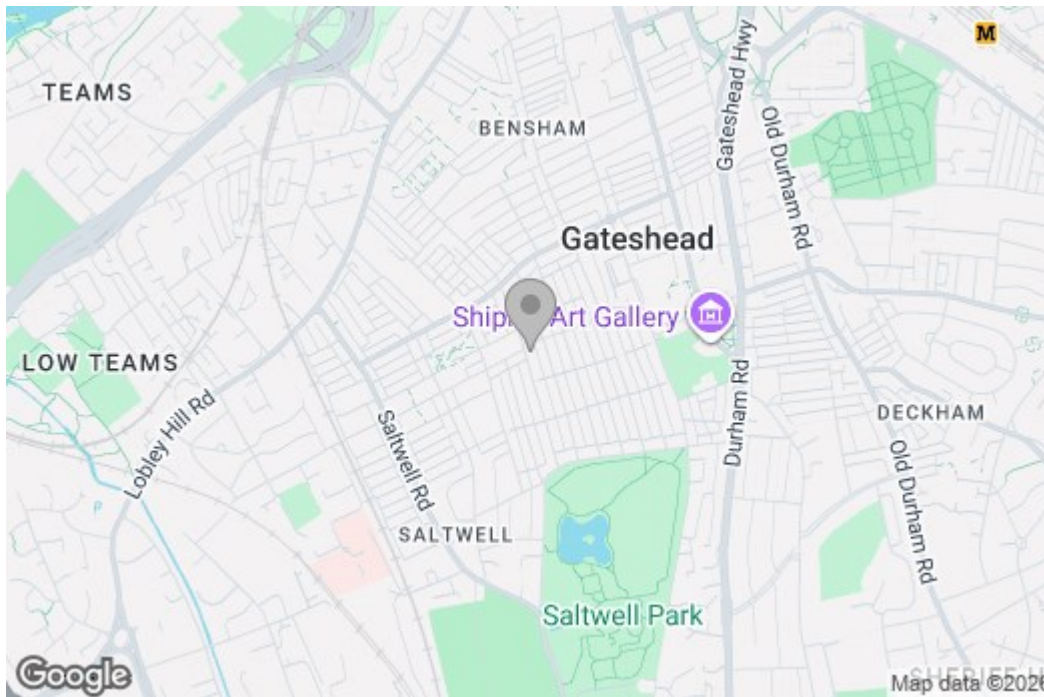 M
Gateshead Hwy
TEAMS
BENSHAM
Old Durham Rd
Gateshead
Art Gallery
LOW TEAMS
Lobley Hill Rd
Saltwell Rd
Durham Rd
DECKHAM
Old Durham Rd
SALTWELL
Saltwell Park
Google
Map data ©2026